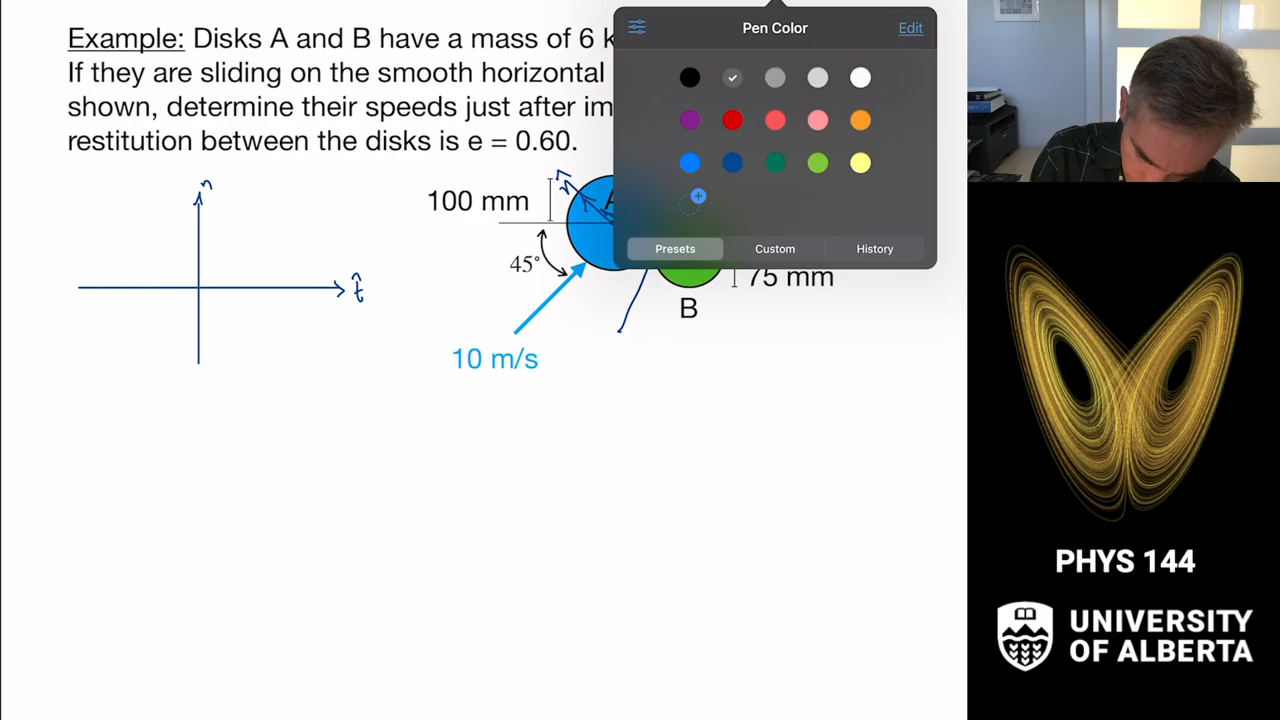 Example: Disks A and B have a mass of 6 k
If they are sliding on the smooth horizontal
shown, determine their speeds just after im
restitution between the disks is e = 0.60.
n
t̂
100 mm
45°
10 m/s
A
75 mm
B
Pen Color
Edit
Presets
Custom
History
PHYS 144
UNIVERSITY
OF ALBERTA